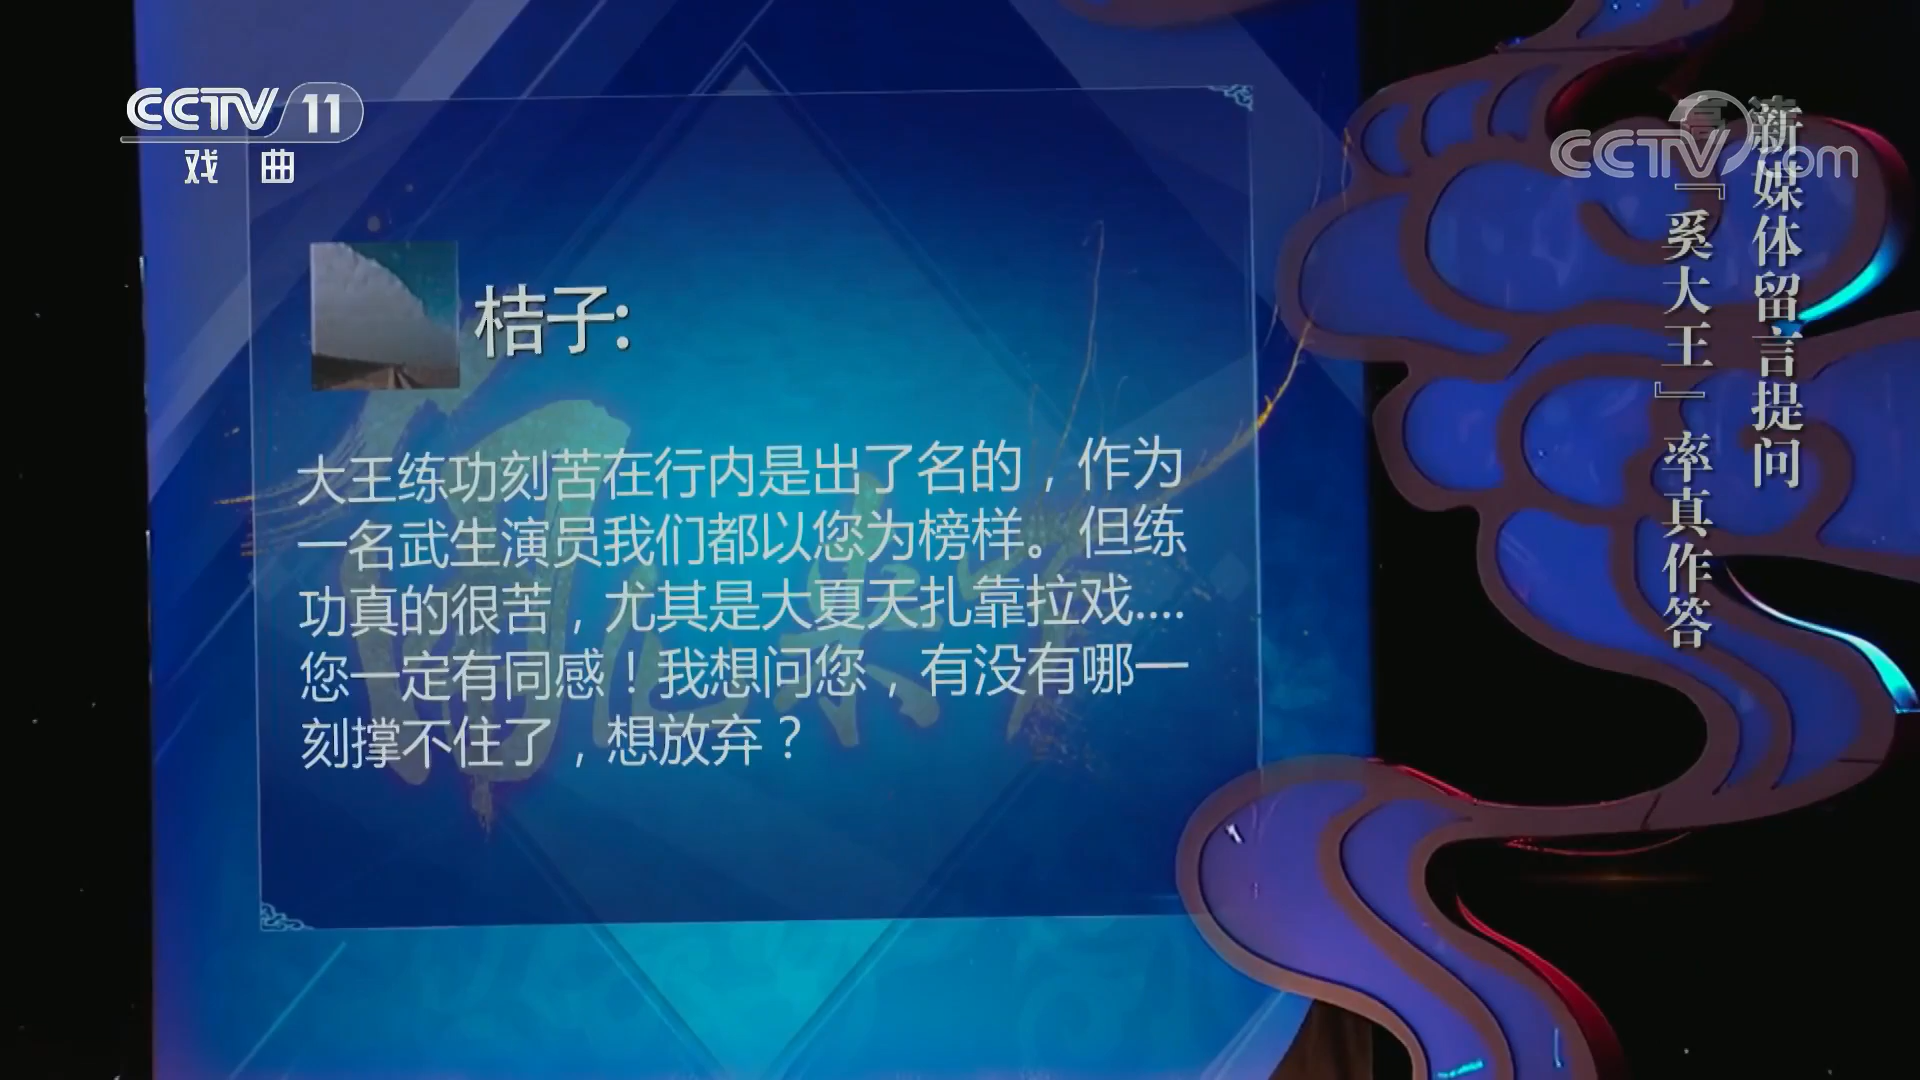 CCTV 11
戏 曲
高清
CCTV.com
新媒体留言提问
『奚大王』率真作答
桔子:
大王练功刻苦在行内是出了名的，作为
一名武生演员我们都以您为榜样。但练
功真的很苦，尤其是大夏天扎靠拉戏....
您一定有同感！我想问您，有没有哪一
刻撑不住了，想放弃？